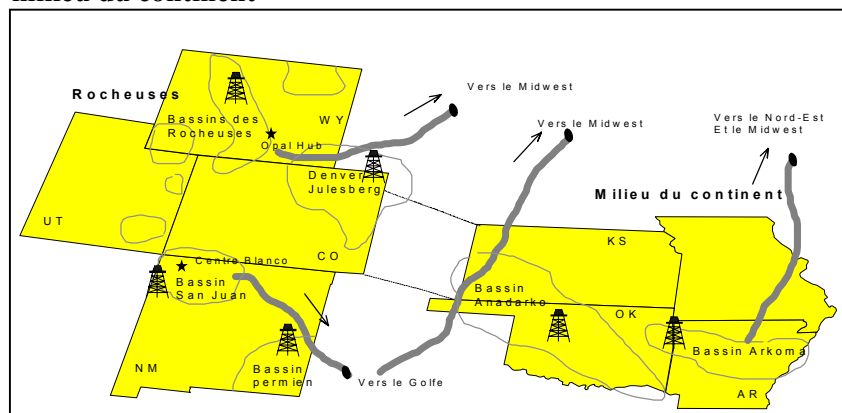 milieu du continent
Rocheuses
WY
Bassins des
Rocheuses
Opal Hub
Vers le Midwest
Vers le Midwest
Vers le Nord-Est
Et le Midwest
Denver
Julesberg
Milieu du continent
UT
CO
KS
Centre Blanco
Bassin
San Juan
Bassin
Anadarko
OK
Bassin Arkoma
NM
Bassin
permien
Vers le Golfe
AR